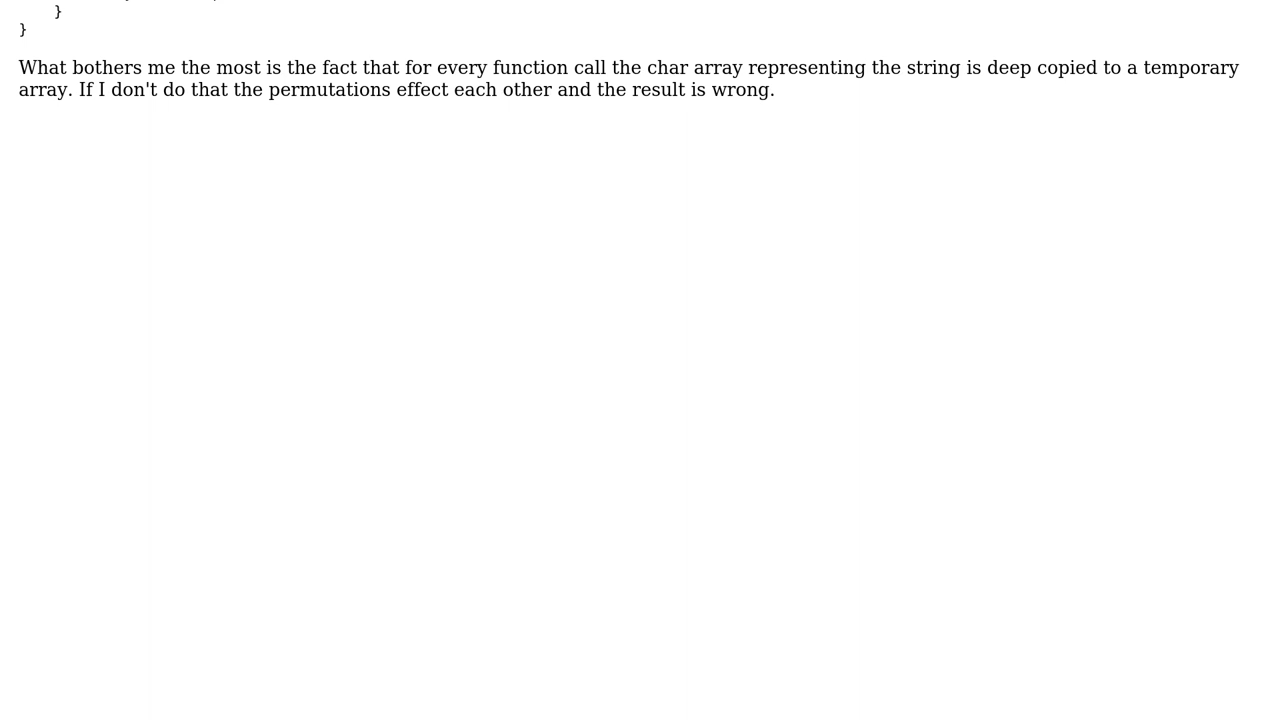 }
}
What bothers me the most is the fact that for every function call the char array representing the string is deep copied to a temporary
array. If I don't do that the permutations effect each other and the result is wrong.